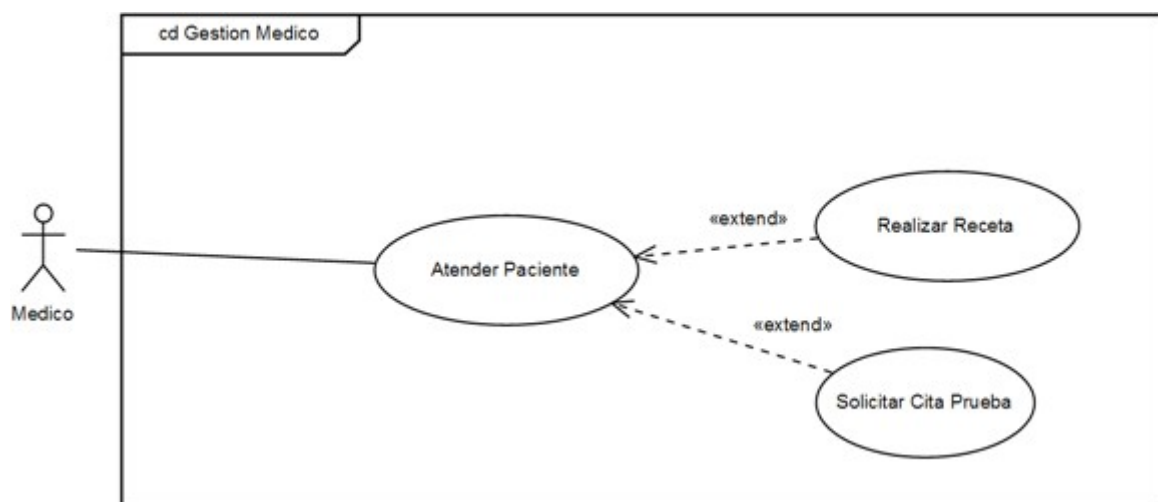 cd Gestion Medico
«extend»
Realizar Receta
Atender Paciente
Medico
«extend»
Solicitar Cita Prueba